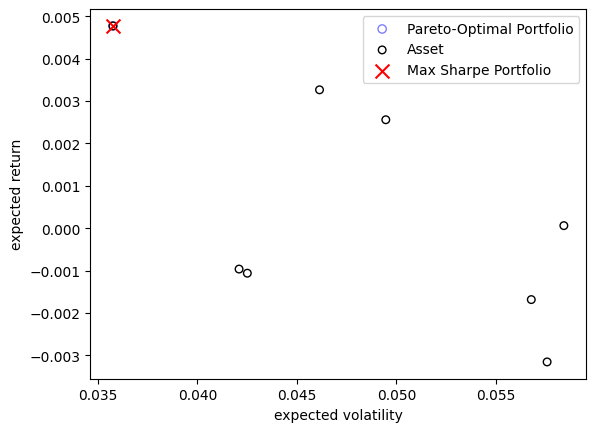 0.005
0.004
0.003
0.002
0.001
0.000
−0.001
−0.002
−0.003
expected return
Pareto-Optimal Portfolio
Asset
Max Sharpe Portfolio
0.035 0.040 0.045 0.050 0.055
expected volatility